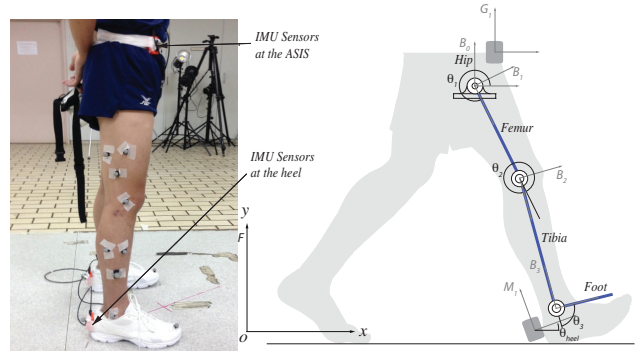 IMU Sensors
at the ASIS
IMU Sensors
at the heel
y
F
o
x
G₁
B₀
Hip
B₁
θ₁
Femur
θ₂
B₂
Tibia
B₃
Foot
M₁
θ₃
θheel